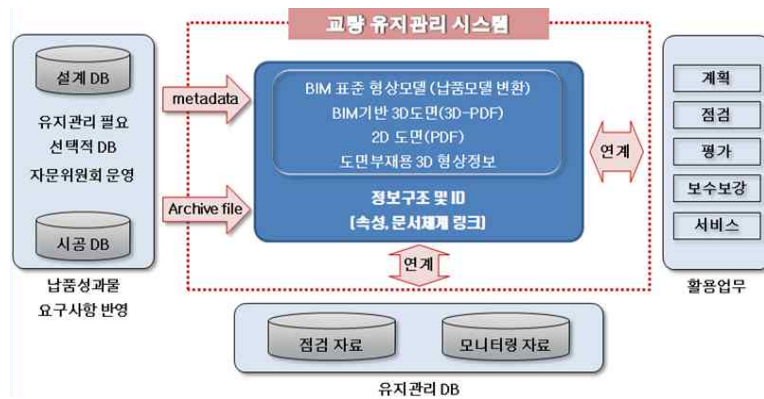 교량 유지관리 시스템
설계 DB
유지관리 필요
선택적 DB
자문위원회 운영
시공 DB
납품성과물
요구사항 반영
metadata
Archive file
BIM 표준 형상모델 (납품모델 변환)
BIM기반 3D도면(3D-PDF)
2D 도면(PDF)
도면부재용 3D 형상정보
정보구조 및 ID
(속성, 문서체계 링크)
연계
연계
계획
점검
평가
보수보강
서비스
활용업무
점검 자료
모니터링 자료
유지관리 DB